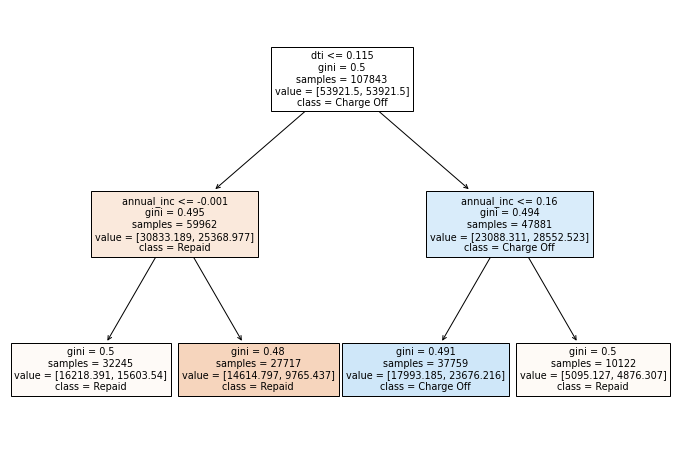 dti <= 0.115
gini = 0.5
samples = 107843
value = [53921.5, 53921.5]
class = Charge Off
annual_inc <= -0.001
gini = 0.495
samples = 59962
value = [30833.189, 25368.977]
class = Repaid
annual_inc <= 0.16
gini = 0.494
samples = 47881
value = [23088.311, 28552.523]
class = Charge Off
gini = 0.5
samples = 32245
value = [16218.391, 15603.54]
class = Repaid
gini = 0.48
samples = 27717
value = [14614.797, 9765.437]
class = Repaid
gini = 0.491
samples = 37759
value = [17993.185, 23676.216]
class = Charge Off
gini = 0.5
samples = 10122
value = [5095.127, 4876.307]
class = Repaid